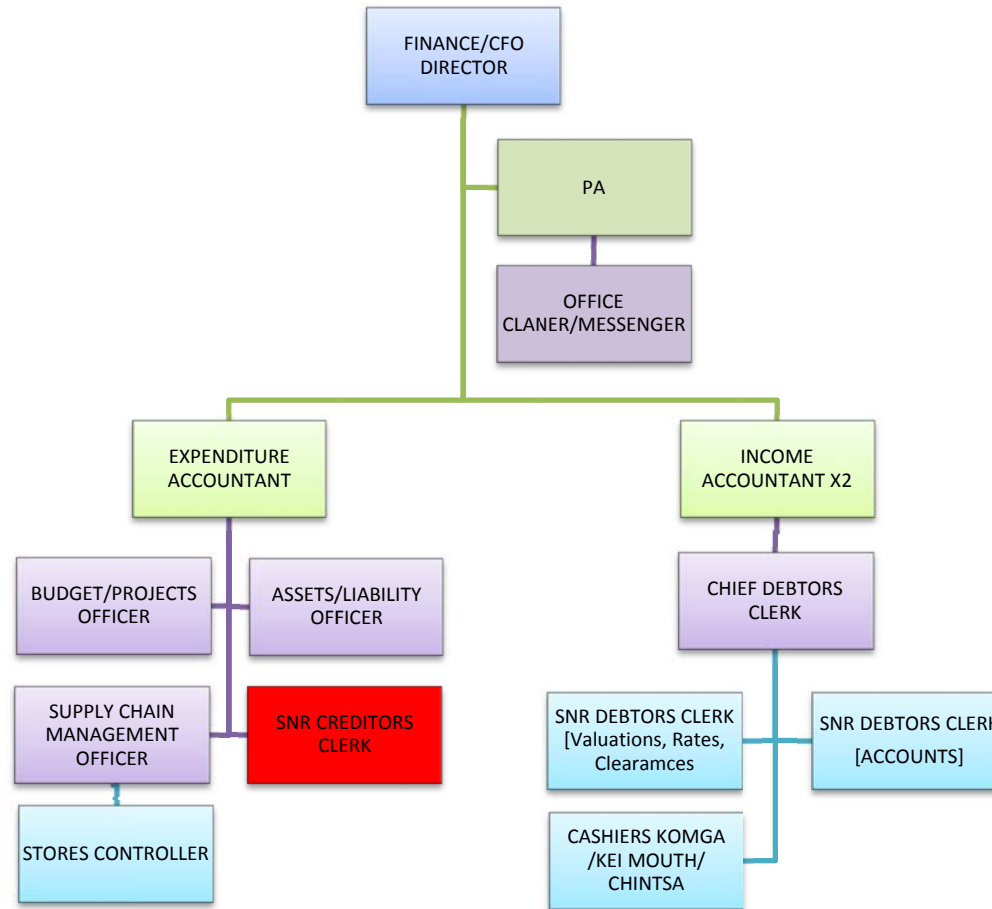 FINANCE/CFO
DIRECTOR
PA
OFFICE
CLANER/MESSENGER
EXPENDITURE
ACCOUNTANT
INCOME
ACCOUNTANT X2
BUDGET/PROJECTS
OFFICER
ASSETS/LIABILITY
OFFICER
CHIEF DEBTORS
CLERK
SUPPLY CHAIN
MANAGEMENT
OFFICER
SNR CREDITORS
CLERK
SNR DEBTORS CLERK
[Valuations, Rates,
Clearamces
SNR DEBTORS CLERK
[ACCOUNTS]
STORES CONTROLLER
CASHIERS KOMGA
/KEI MOUTH/
CHINTSA